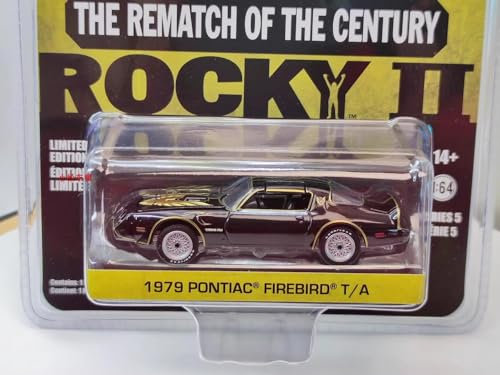 THE REMATCH OF THE CENTURY
ROCKY II™
LIMITED
EDITION
ÉDITION
LIMITÉE
14+
1:64
SERIES 5
SÉRIE 5
1979 PONTIAC® FIREBIRD® T/A